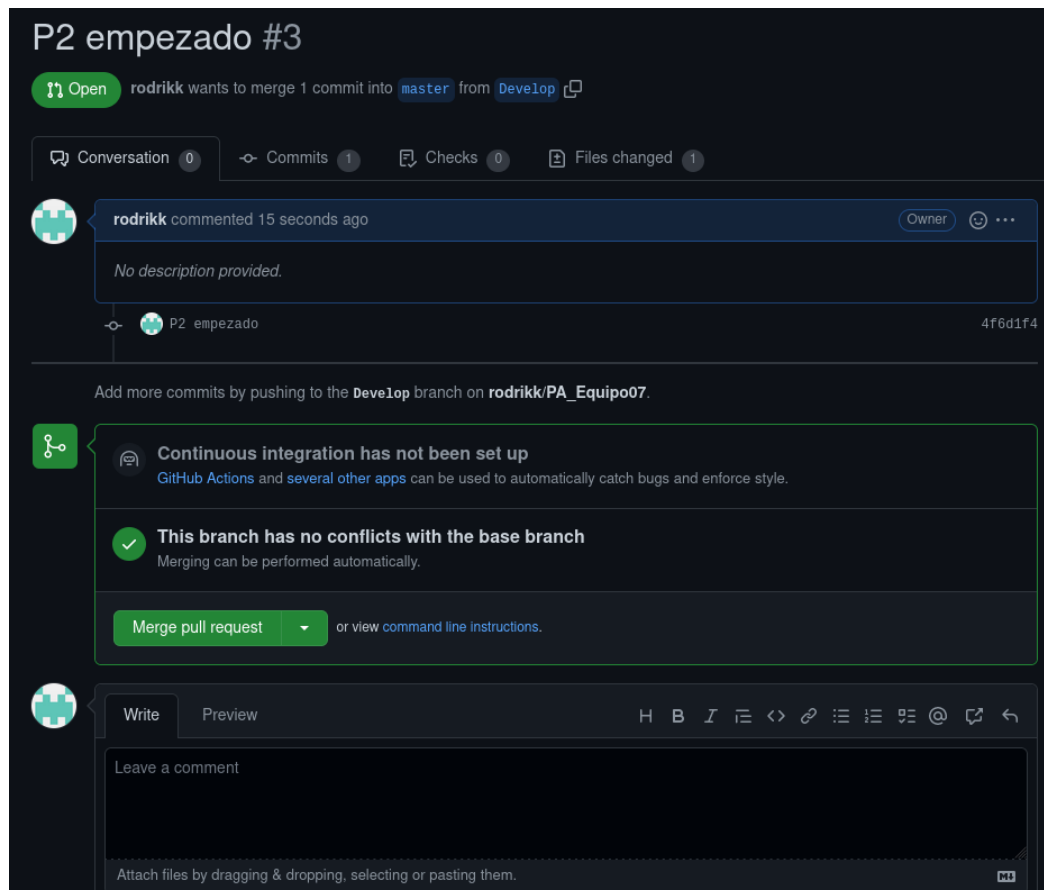 P2 empezado #3
Open rodrikk wants to merge 1 commit into master from Develop
Conversation 0 Commits 1 Checks 0 Files changed 1
rodrikk commented 15 seconds ago Owner
No description provided.
P2 empezado 4f6d1f4
Add more commits by pushing to the Develop branch on rodrikk/PA_Equipo07.
Continuous integration has not been set up
GitHub Actions and several other apps can be used to automatically catch bugs and enforce style.
This branch has no conflicts with the base branch
Merging can be performed automatically.
Merge pull request or view command line instructions.
Write Preview
Leave a comment
Attach files by dragging & dropping, selecting or pasting them.